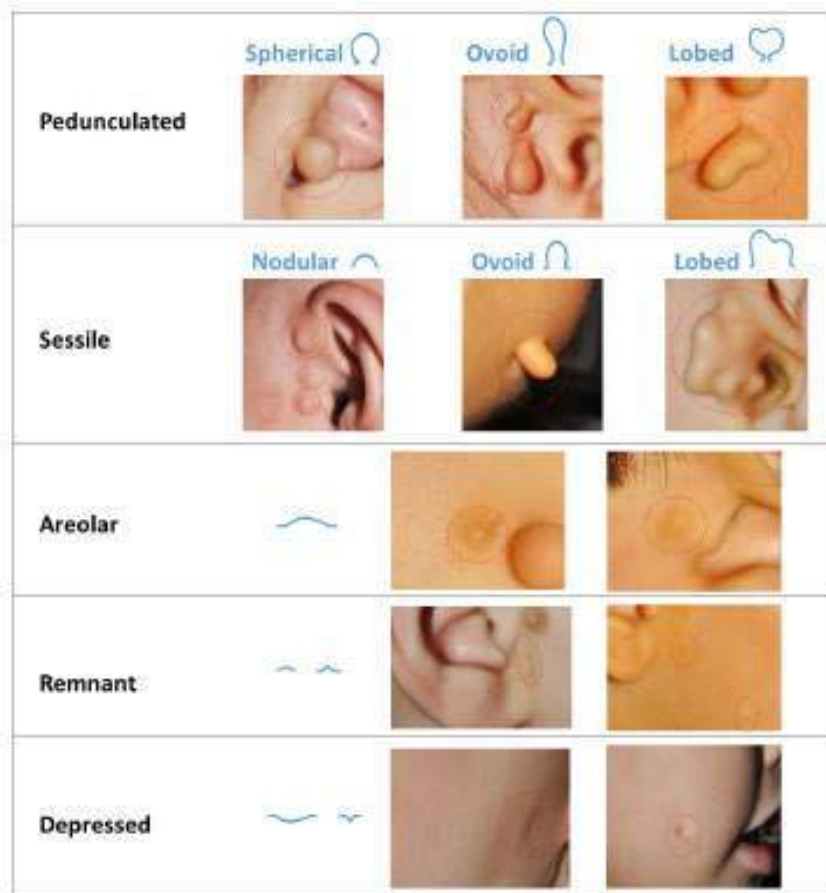 Spherical Ovoid Lobed
Pedunculated
Nodular Ovoid Lobed
Sessile
Areolar
Remnant
Depressed